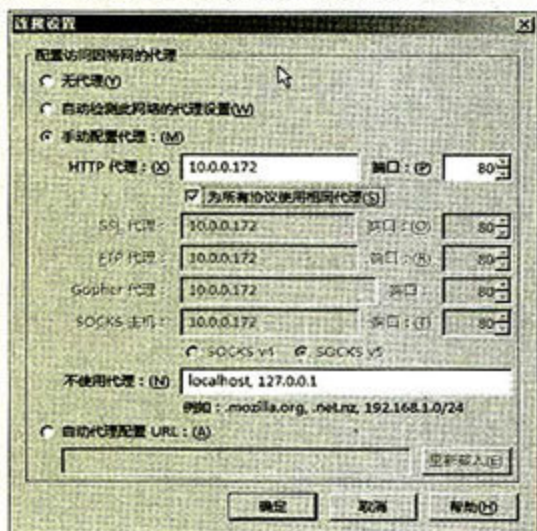 连接设置
配置访问因特网的代理
无代理(Y)
自动检测此网络的代理设置(W)
手动配置代理：(M)
HTTP 代理：(X) 10.0.0.172 端口：(P) 80
为所有协议使用相同代理(S)
SSL 代理： 10.0.0.172 端口：(O) 80
FTP 代理： 10.0.0.172 端口：(R) 80
Gopher 代理： 10.0.0.172 端口： 80
SOCKS 主机： 10.0.0.172 端口：(T) 80
SOCKS v4 SOCKS v5
不使用代理：(N) localhost, 127.0.0.1
例如：.mozilla.org, .net.nz, 192.168.1.0/24
自动代理配置 URL：(A)
重新载入(E)
确定 取消 帮助(H)